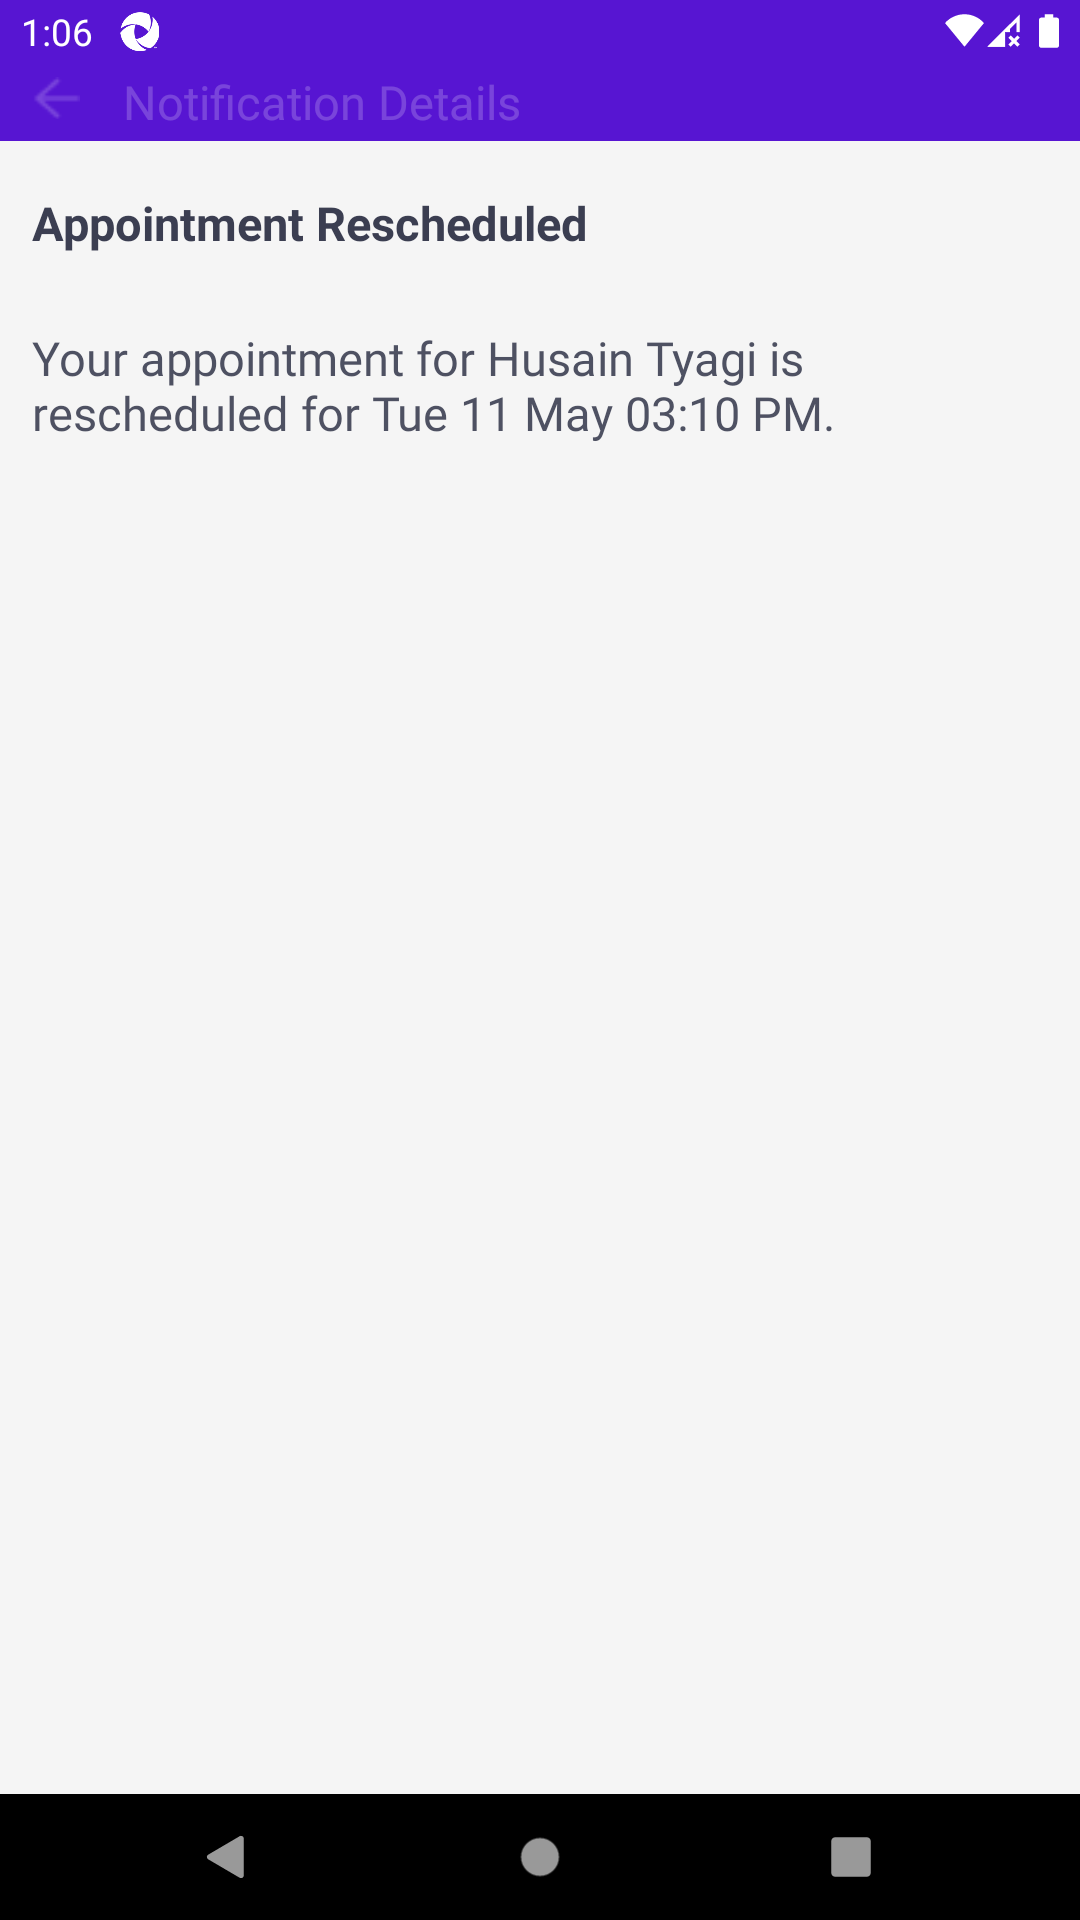 1:06
Notification Details
Appointment Rescheduled
Your appointment for Husain Tyagi is
rescheduled for Tue 11 May 03:10 PM.